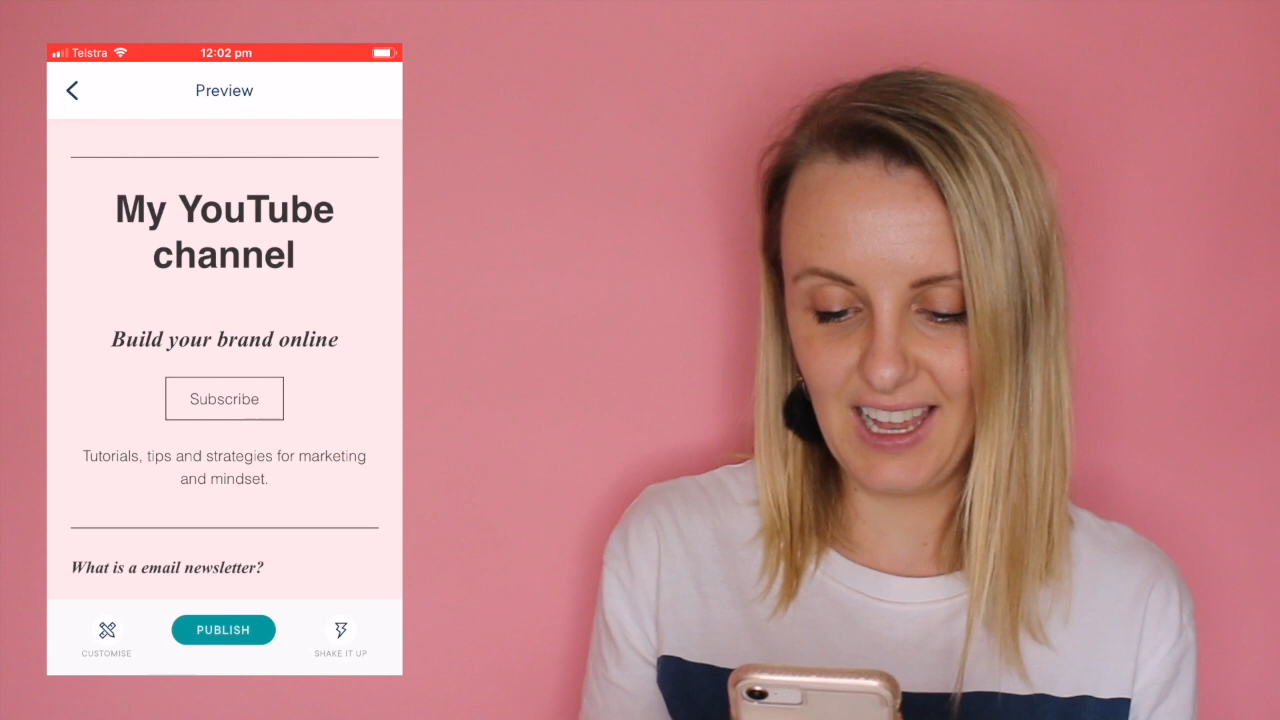 Telstra 12:02 pm
Preview
My YouTube
channel
Build your brand online
Subscribe
Tutorials, tips and strategies for marketing
and mindset.
What is a email newsletter?
CUSTOMISE PUBLISH SHAKE IT UP